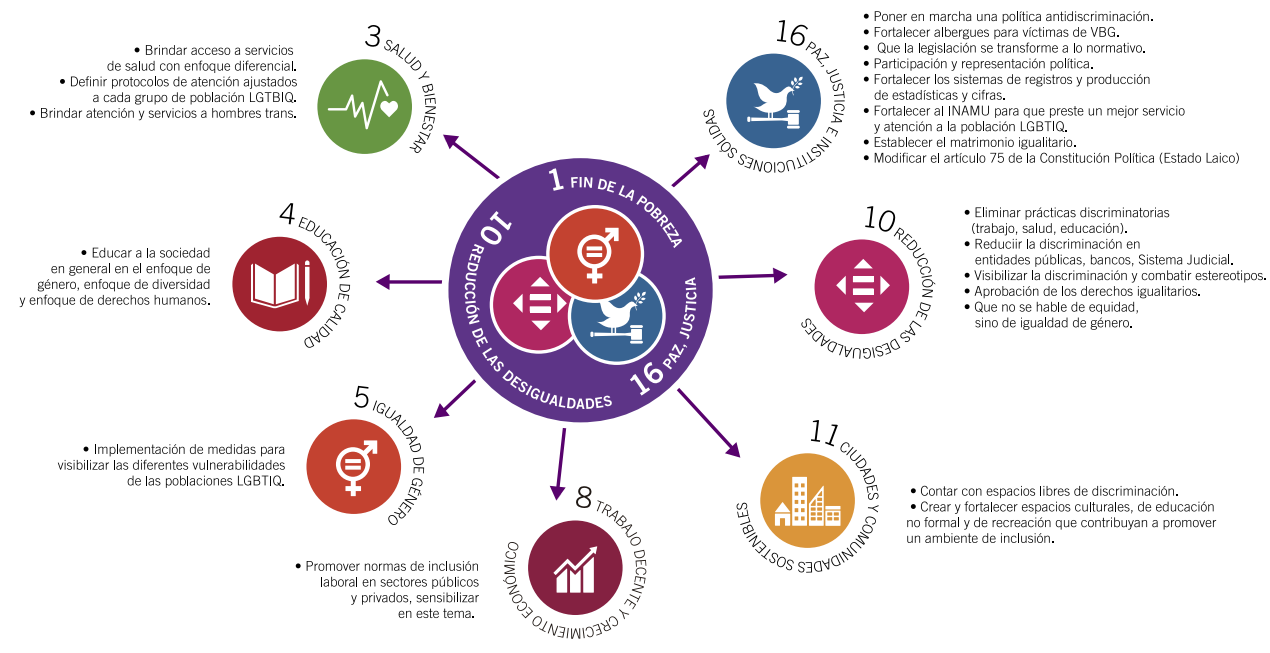 3 SALUD Y BIENESTAR
• Brindar acceso a servicios
de salud con enfoque diferencial.
• Definir protocolos de atención ajustados
a cada grupo de población LGTBIQ.
• Brindar atención y servicios a hombres trans.
16 PAZ, JUSTICIA E INSTITUCIONES SÓLIDAS
• Poner en marcha una política antidiscriminación.
• Fortalecer albergues para víctimas de VBG.
• Que la legislación se transforme a lo normativo.
• Participación y representación política.
• Fortalecer los sistemas de registros y producción
de estadísticas y cifras.
• Fortalecer al INAMU para que preste un mejor servicio
y atención a la población LGBTIQ.
• Establecer el matrimonio igualitario.
• Modificar el artículo 75 de la Constitución Política (Estado Laico)
1 FIN DE LA POBREZA
10 REDUCCIÓN DE LAS DESIGUALDADES
16 PAZ, JUSTICIA
4 EDUCACIÓN DE CALIDAD
• Educar a la sociedad
en general en el enfoque de
género, enfoque de diversidad
y enfoque de derechos humanos.
10 REDUCCIÓN DE LAS DESIGUALDADES
• Eliminar prácticas discriminatorias
(trabajo, salud, educación).
• Reduciir la discriminación en
entidades públicas, bancos, Sistema Judicial.
• Visibilizar la discriminación y combatir estereotipos.
• Aprobación de los derechos igualitarios.
• Que no se hable de equidad,
sino de igualdad de género.
5 IGUALDAD DE GÉNERO
• Implementación de medidas para
visibilizar las diferentes vulnerabilidades
de las poblaciones LGBTIQ.
11 CIUDADES Y COMUNIDADES SOSTENIBLES
• Contar con espacios libres de discriminación.
• Crear y fortalecer espacios culturales, de educación
no formal y de recreación que contribuyan a promover
un ambiente de inclusión.
8 TRABAJO DECENTE Y CRECIMIENTO ECONÓMICO
• Promover normas de inclusión
laboral en sectores públicos
y privados, sensibilizar
en este tema.